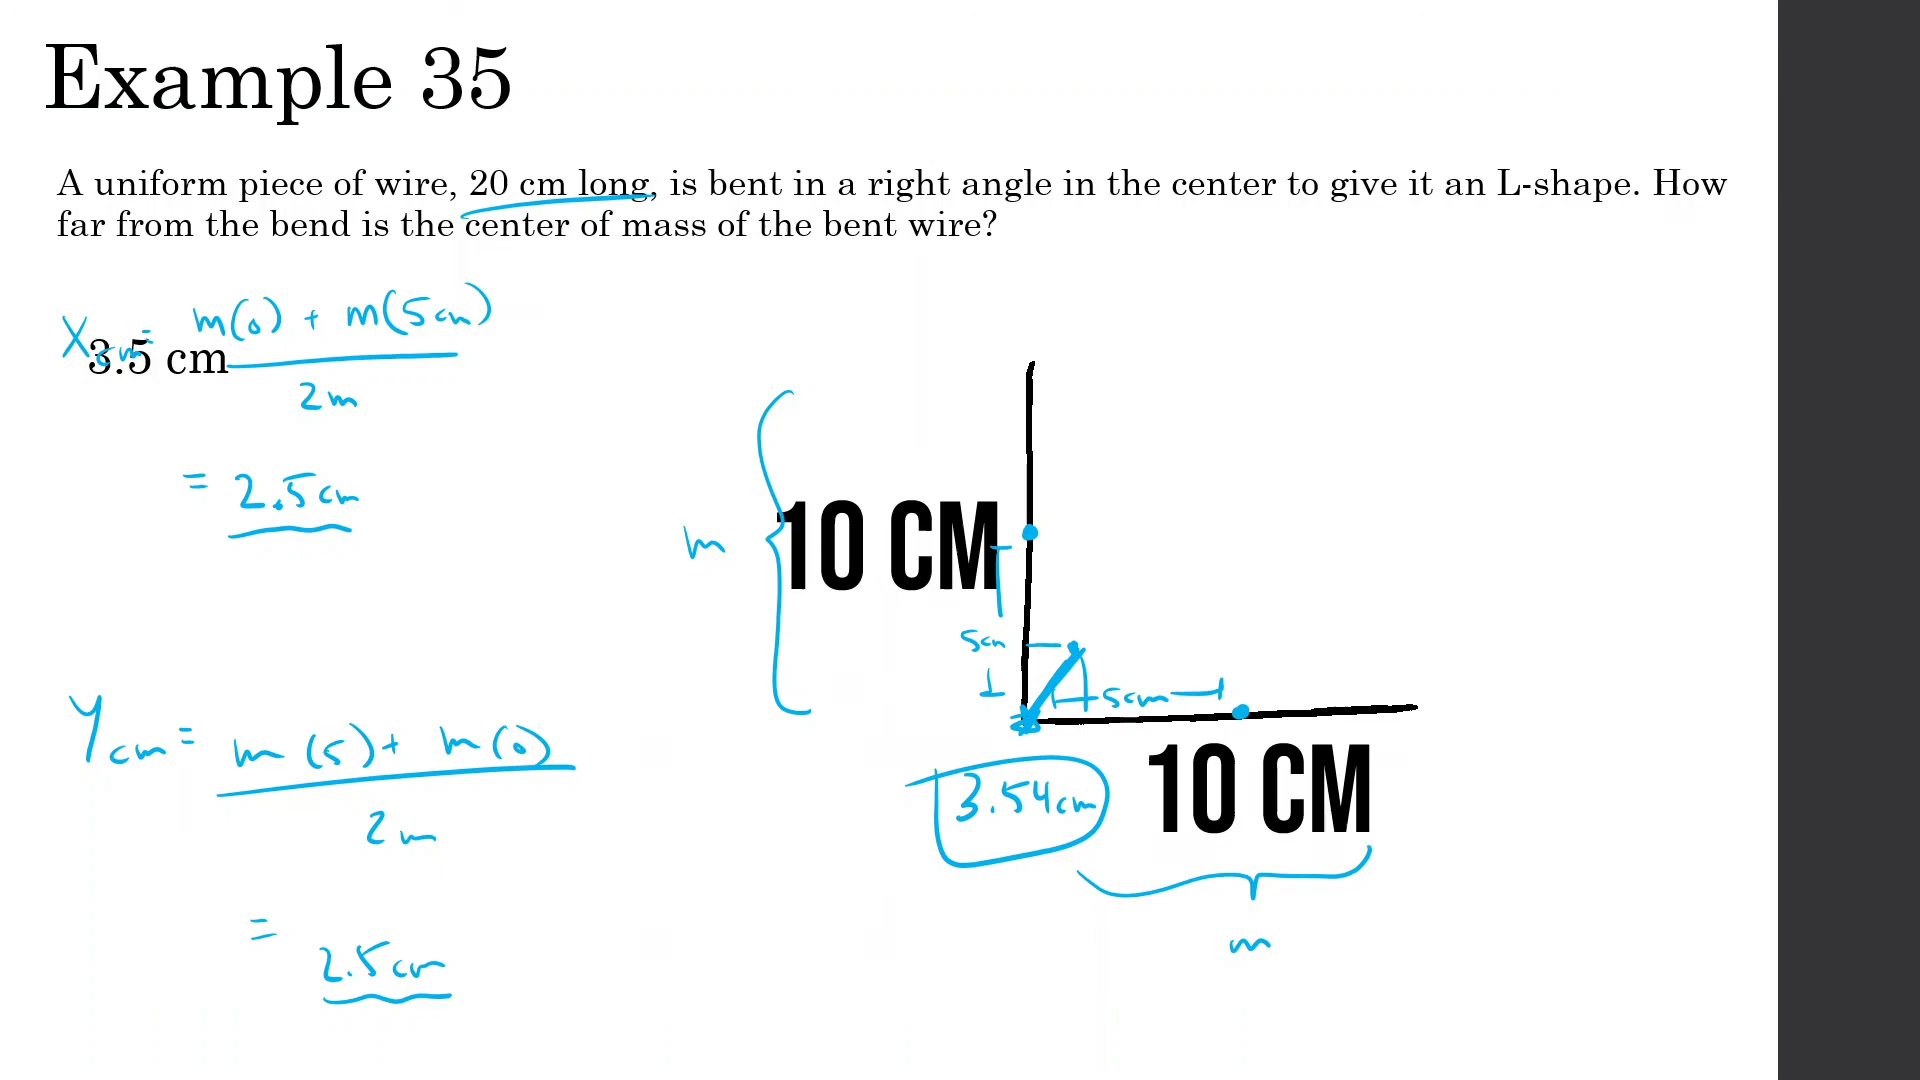 Example 35
A uniform piece of wire, 20 cm long, is bent in a right angle in the center to give it an L-shape. How
far from the bend is the center of mass of the bent wire?
Xcm = m(0) + m(5cm)
2m
3.5 cm
= 2.5cm
m
10 CM
5cm
5cm
Ycm = m(5) + m(0)
2m
3.54cm
10 CM
= 2.5cm
m